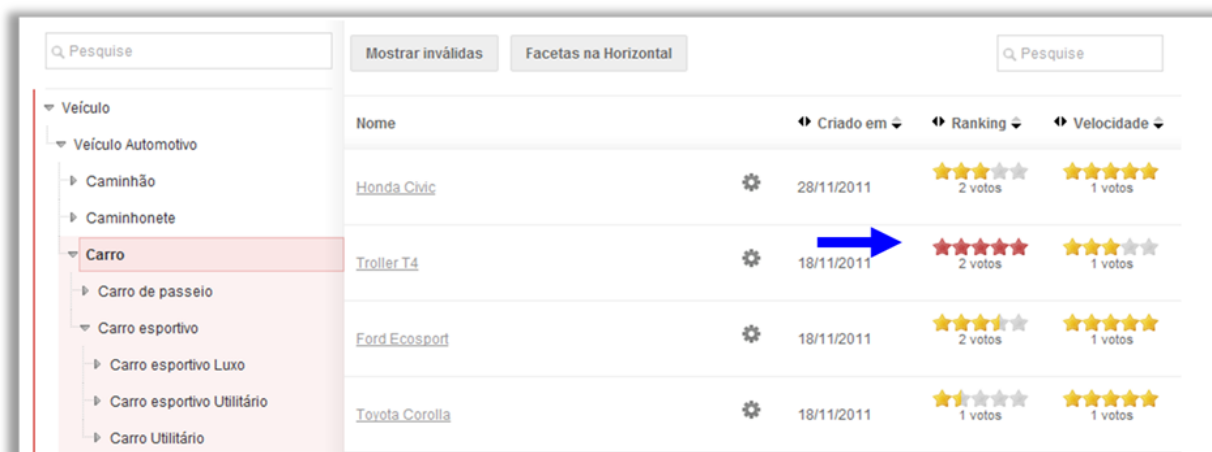 Pesquise
Mostrar inválidas Facetas na Horizontal
Pesquise
Veículo
Veículo Automotivo
Caminhão
Caminhonete
Carro
Carro de passeio
Carro esportivo
Carro esportivo Luxo
Carro esportivo Utilitário
Carro Utilitário
Nome Criado em Ranking Velocidade
Honda Civic 28/11/2011 2 votos 1 votos
Troller T4 18/11/2011 2 votos 1 votos
Ford Ecosport 18/11/2011 2 votos 1 votos
Toyota Corolla 18/11/2011 1 votos 1 votos